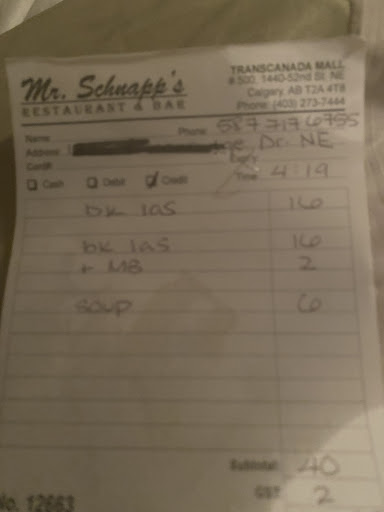 Mr. Schnapp's
RESTAURANT & BAR
TRANSCANADA MALL
# 500, 1440-52nd St. NE
Calgary, AB T2A 4T8
Phone: (403) 273-7444
Name
Phone: 587 717 6755
Address Dr. NE
Card#
Expiry
Cash Debit Credit
Time 4:19
bk las 16
bk las 16
+ MB 2
soup 6
Subtotal: 40
GST: 2
No. 12663